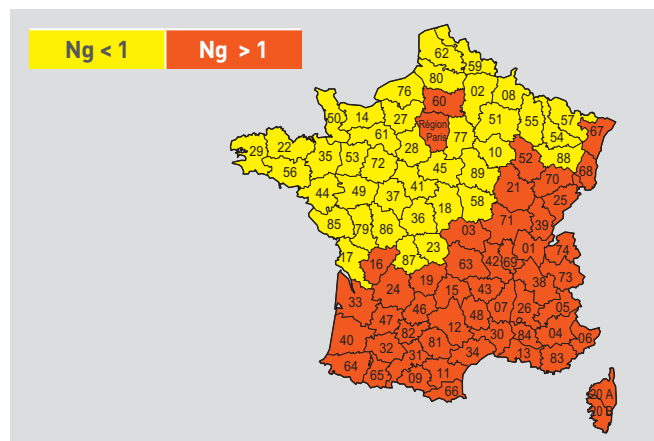 Ng < 1 Ng > 1
62
59
80
76 02 08
60
50 14 27 51 55 57 67
Région
Paris
61 77 54
29 22 35 53 28 10 52 88
56 72 45 68
89 70
44 49 37 41 21 25
18 58
85 79 86 36 71 39
03
17 16 87 23 01 74
63 42 69
19 38 73
24 15 43
33 46 07 26 05
47 48
82 12 04 06
40 32 81 30 84
31 34 13 83
64 65 09 11
66
20 A
20 B